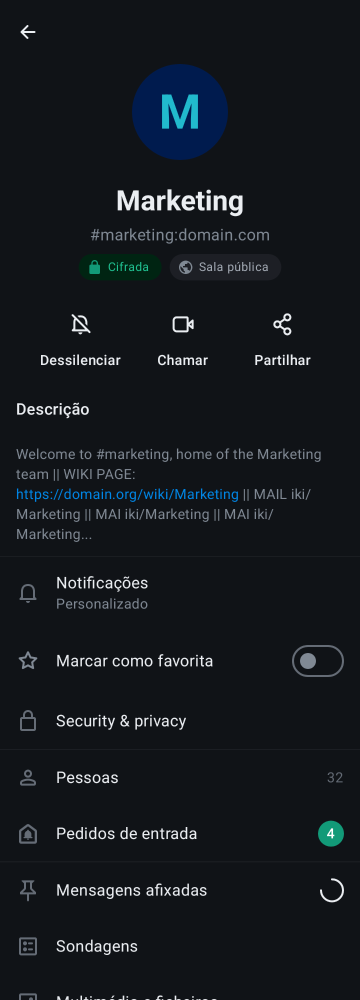 M
Marketing
#marketing:domain.com
Cifrada
Sala pública
Dessilenciar
Chamar
Partilhar
Descrição
Welcome to #marketing, home of the Marketing
team || WIKI PAGE:
https://domain.org/wiki/Marketing || MAIL iki/
Marketing || MAI iki/Marketing || MAI iki/
Marketing...
Notificações
Personalizado
Marcar como favorita
Security & privacy
Pessoas
32
Pedidos de entrada
4
Mensagens afixadas
Sondagens
Multimédia e ficheiros